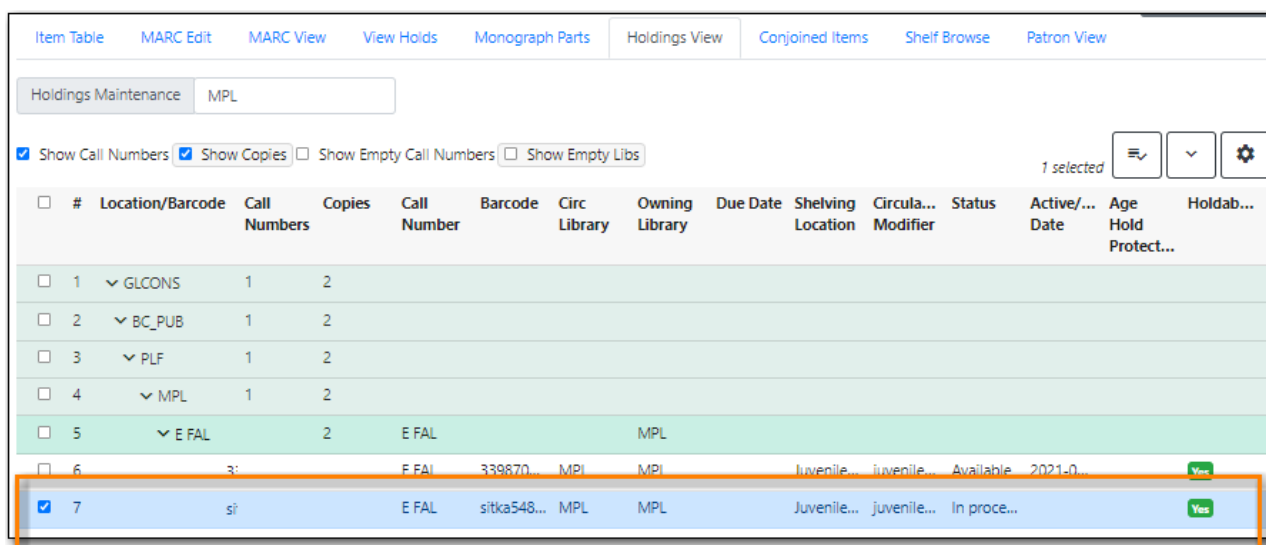 Item Table MARC Edit MARC View View Holds Monograph Parts Holdings View Conjoined Items Shelf Browse Patron View
Holdings Maintenance MPL
Show Call Numbers Show Copies Show Empty Call Numbers Show Empty Libs
1 selected
# Location/Barcode Call Numbers Copies Call Number Barcode Circ Library Owning Library Due Date Shelving Location Circula... Modifier Status Active/... Date Age Hold Protect... Holdab...
1 GLCONS 1 2
2 BC_PUB 1 2
3 PLF 1 2
4 MPL 1 2
5 E FAL 2 E FAL MPL
6 E FAL 339870... MPL MPL Juvenile... juvenile... Available 2021-0... Yes
7 E FAL sitka548... MPL MPL Juvenile... juvenile... In proce... Yes